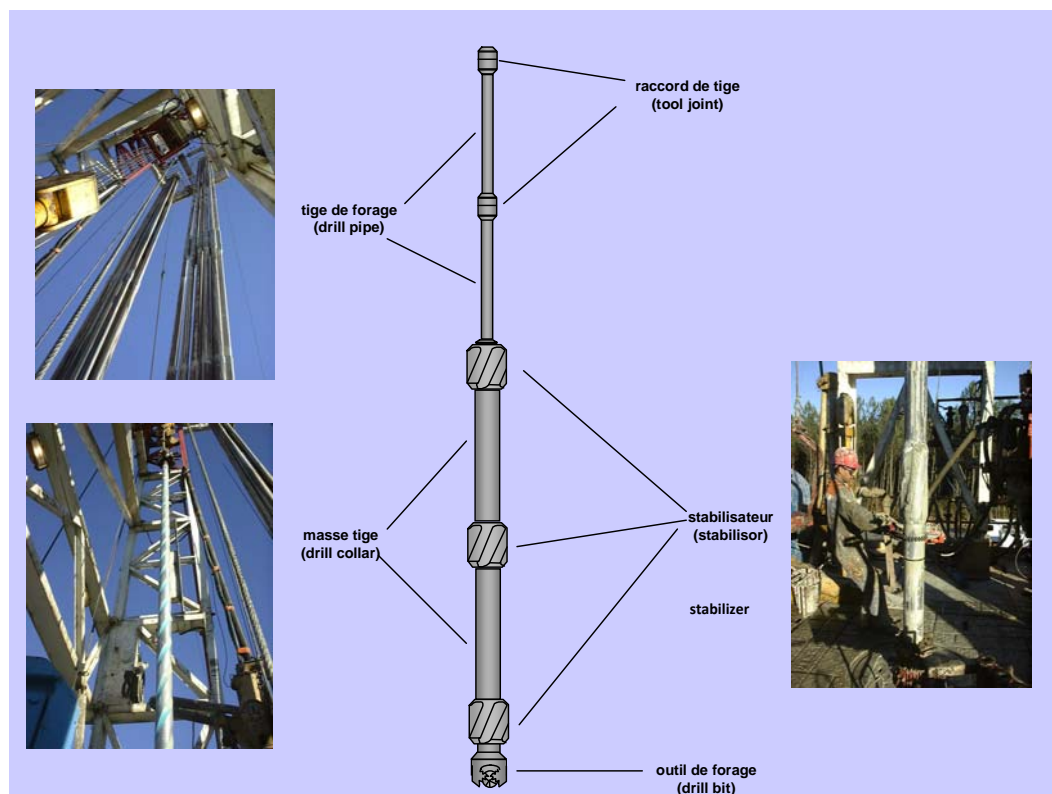 raccord de tige
(tool joint)
tige de forage
(drill pipe)
masse tige
(drill collar)
stabilisateur
(stabilisor)
stabilizer
outil de forage
(drill bit)